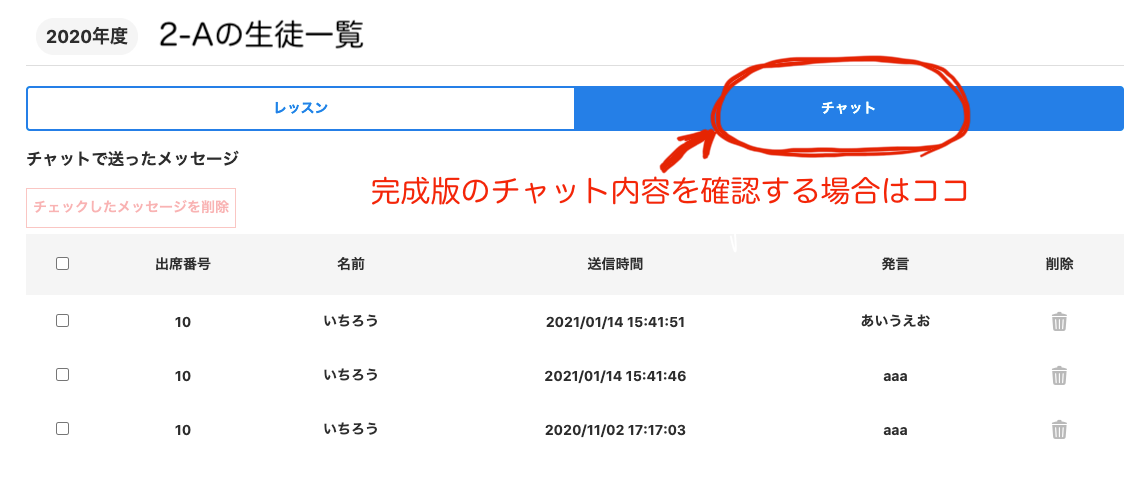 2020年度 2-Aの生徒一覧
レッスン チャット
チャットで送ったメッセージ
完成版のチャット内容を確認する場合はココ
チェックしたメッセージを削除
出席番号 名前 送信時間 発言 削除
10 いちろう 2021/01/14 15:41:51 あいうえお
10 いちろう 2021/01/14 15:41:46 aaa
10 いちろう 2020/11/02 17:17:03 aaa